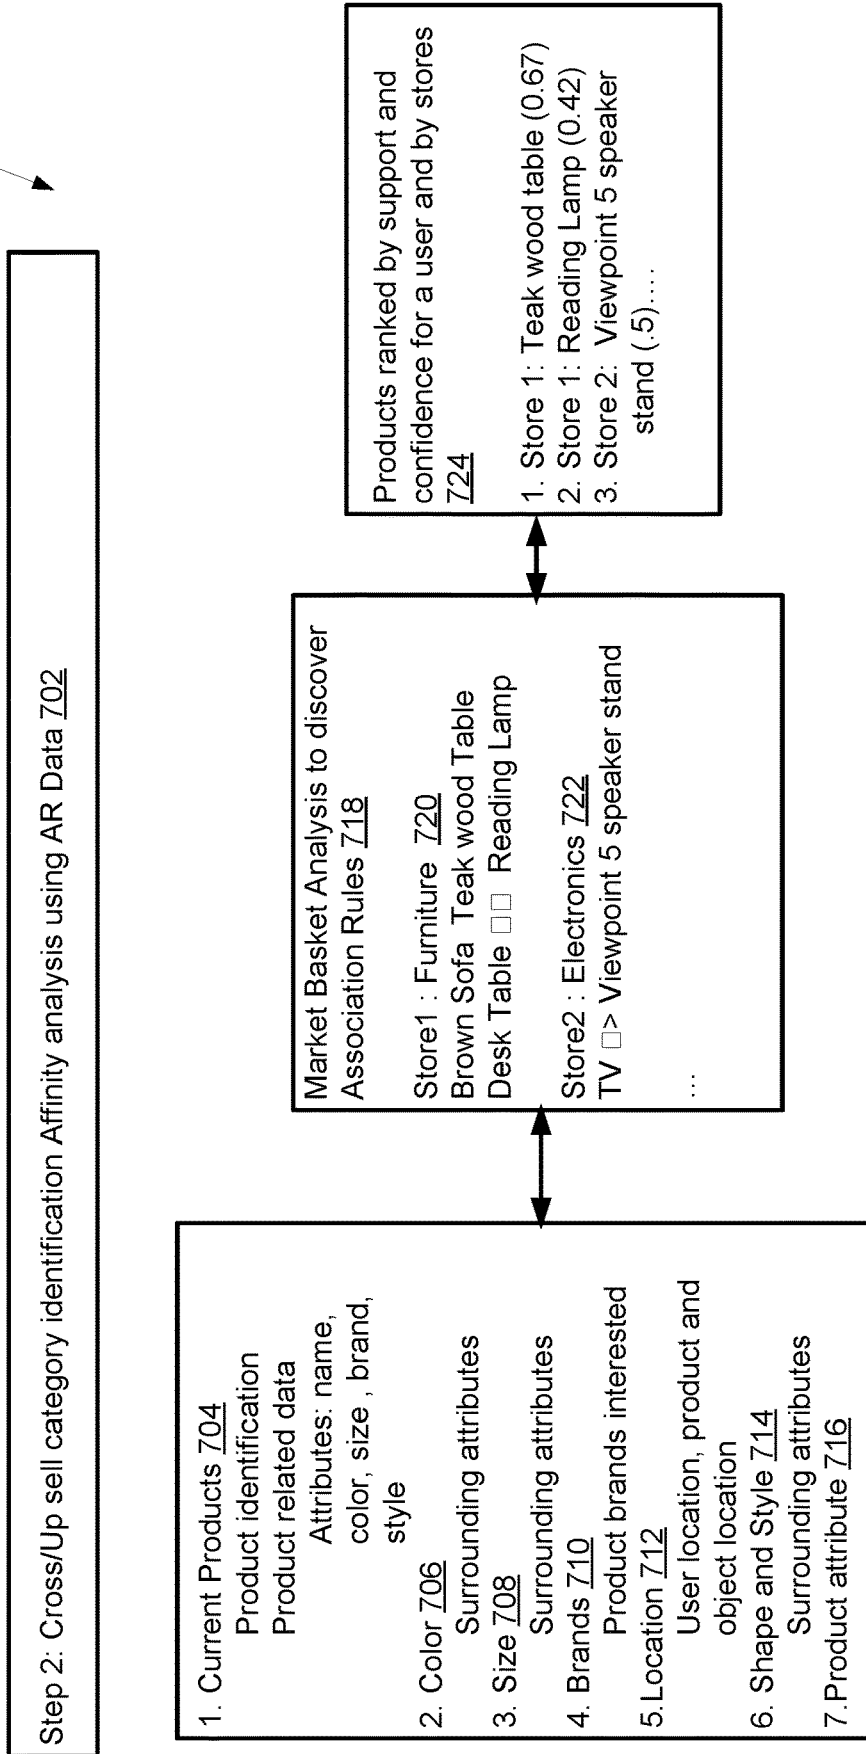 Step 2: Cross/Up sell category identification Affinity analysis using AR Data 702
1. Current Products 704
Product identification
Product related data
Attributes: name,
color, size , brand,
style
2. Color 706
Surrounding attributes
3. Size 708
Surrounding attributes
4. Brands 710
Product brands interested
5.Location 712
User location, product and
object location
6. Shape and Style 714
Surrounding attributes
7.Product attribute 716
Market Basket Analysis to discover
Association Rules 718
Store1 : Furniture 720
Brown Sofa Teak wood Table
Desk Table □□ Reading Lamp
Store2 : Electronics 722
TV □> Viewpoint 5 speaker stand
...
Products ranked by support and
confidence for a user and by stores
724
1. Store 1: Teak wood table (0.67)
2. Store 1: Reading Lamp (0.42)
3. Store 2: Viewpoint 5 speaker
stand (.5)....